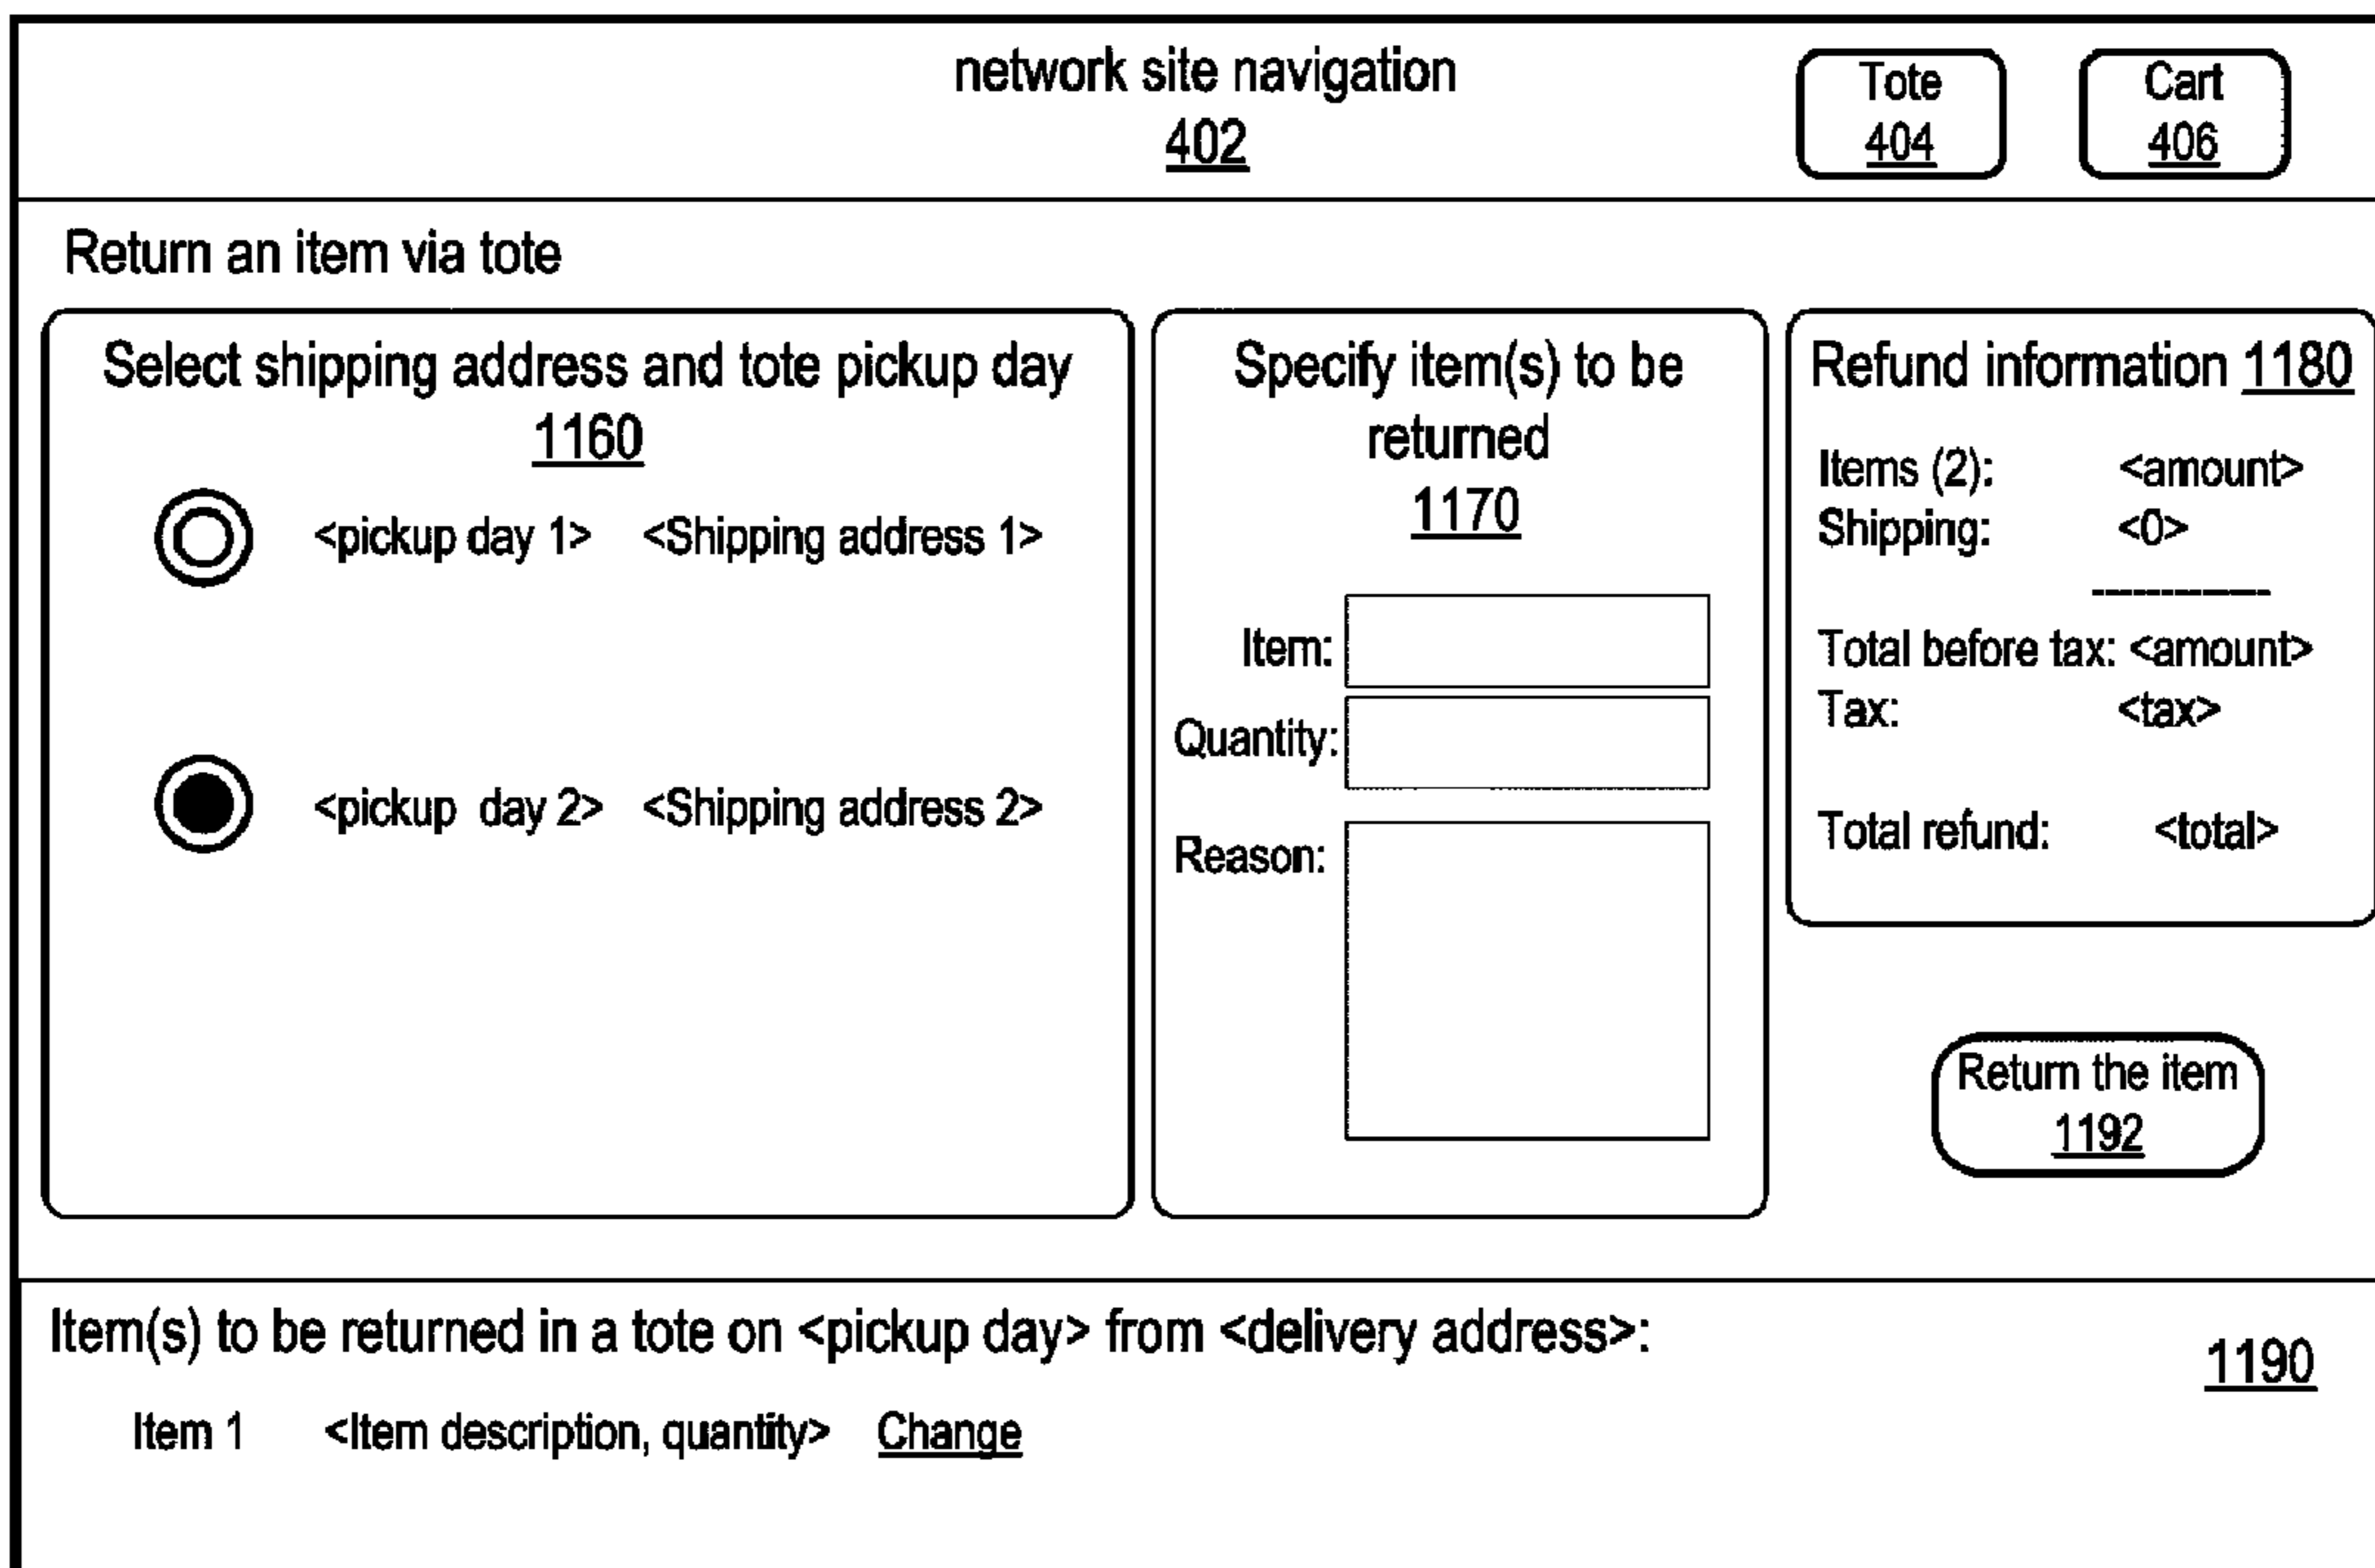 network site navigation
402
Tote
404
Cart
406
Return an item via tote
Select shipping address and tote pickup day
1160
<pickup day 1> <Shipping address 1>
<pickup day 2> <Shipping address 2>
Specify item(s) to be
returned
1170
Item:
Quantity:
Reason:
Refund information 1180
Items (2): <amount>
Shipping: <0>
-------------
Total before tax: <amount>
Tax: <tax>
Total refund: <total>
Return the item
1192
Item(s) to be returned in a tote on <pickup day> from <delivery address>:
1190
Item 1 <Item description, quantity> Change